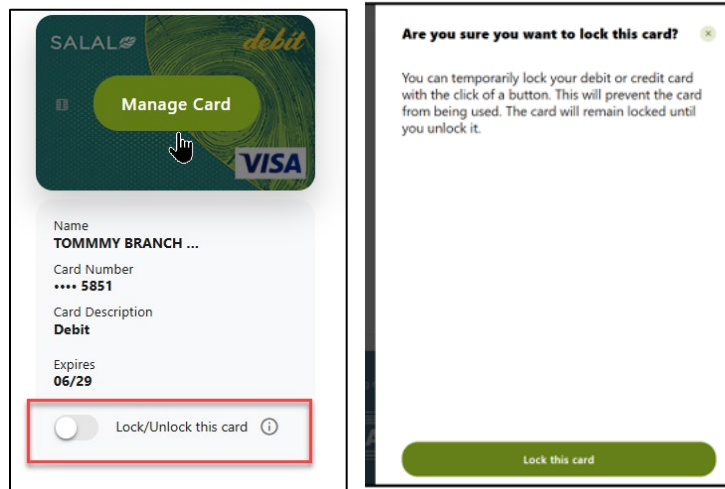 SALAL debit
Manage Card
VISA
Name
TOMMMY BRANCH ...
Card Number
•••• 5851
Card Description
Debit
Expires
06/29
Lock/Unlock this card
Are you sure you want to lock this card?
You can temporarily lock your debit or credit card
with the click of a button. This will prevent the card
from being used. The card will remain locked until
you unlock it.
Lock this card